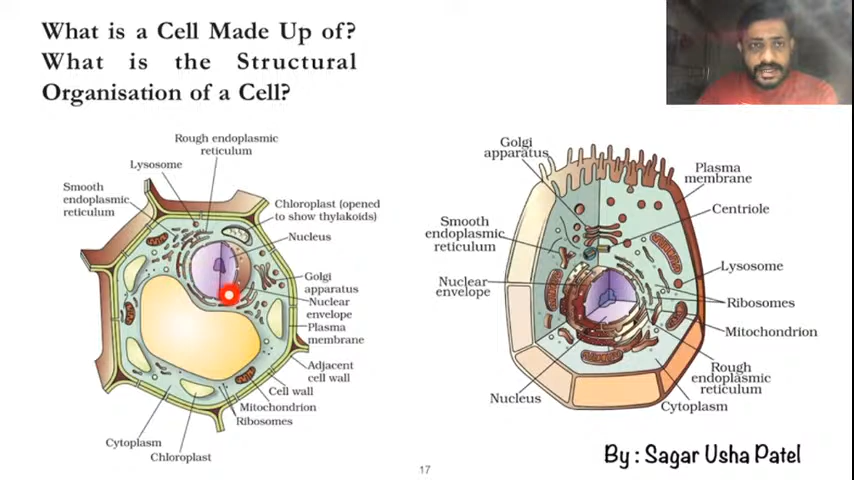 What is a Cell Made Up of?
What is the Structural
Organisation of a Cell?
Rough endoplasmic
reticulum
Lysosome
Smooth
endoplasmic
reticulum
Chloroplast (opened
to show thylakoids)
Nucleus
Golgi
apparatus
Nuclear
envelope
Plasma
membrane
Adjacent
cell wall
Cell wall
Mitochondrion
Ribosomes
Cytoplasm
Chloroplast
Golgi
apparatus
Plasma
membrane
Centriole
Smooth
endoplasmic
reticulum
Nuclear
envelope
Lysosome
Ribosomes
Mitochondrion
Rough
endoplasmic
reticulum
Nucleus
Cytoplasm
By : Sagar Usha Patel
17